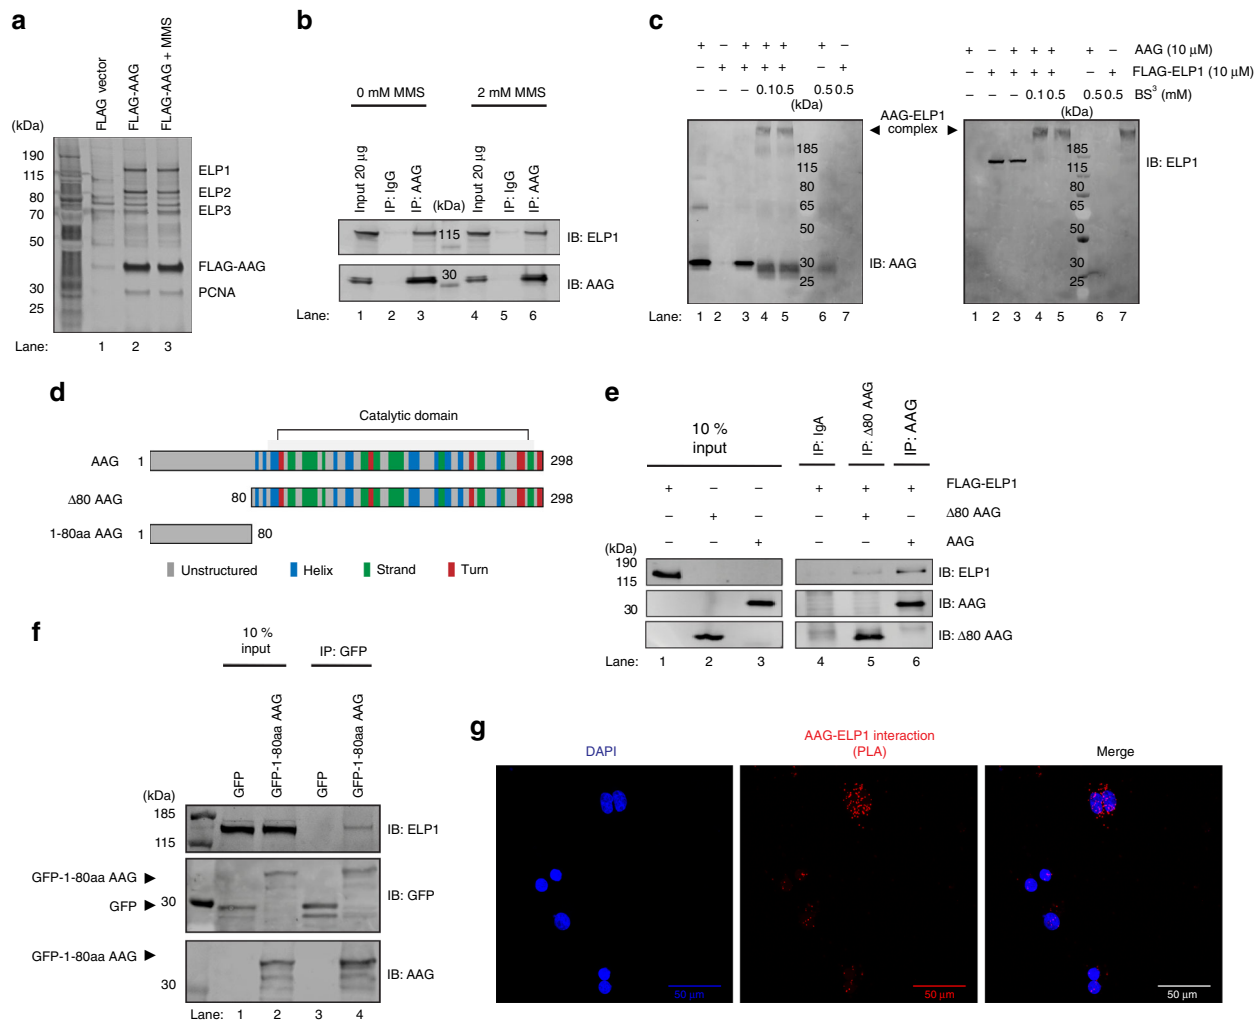 a
FLAG vector
FLAG-AAG
FLAG-AAG + MMS
(kDa)
190
115
80
70
50
30
25
ELP1
ELP2
ELP3
FLAG-AAG
PCNA
Lane: 1 2 3
b
0 mM MMS 2 mM MMS
Input 20 µg
IP: IgG
IP: AAG
(kDa)
Input 20 µg
IP: IgG
IP: AAG
115
IB: ELP1
30
IB: AAG
Lane: 1 2 3 4 5 6
c
+ – + + + + –
– + + + + – +
0.1 0.5 0.5 0.5
– – –
(kDa)
AAG-ELP1
complex
185
115
80
65
50
30
25
IB: AAG
Lane: 1 2 3 4 5 6 7
+ – + + + + – AAG (10 µM)
– + + + + – + FLAG-ELP1 (10 µM)
– – – 0.1 0.5 0.5 0.5 BS³ (mM)
(kDa)
185
115
80
65
50
30
25
IB: ELP1
1 2 3 4 5 6 7
d
Catalytic domain
AAG 1 298
Δ80 AAG 80 298
1-80aa AAG 1 80
Unstructured Helix Strand Turn
e
10 %
input
IP: IgA
IP: Δ80 AAG
IP: AAG
+ – – + + + FLAG-ELP1
– + – – + – Δ80 AAG
– – + – – + AAG
(kDa)
190
115
IB: ELP1
30
IB: AAG
IB: Δ80 AAG
Lane: 1 2 3 4 5 6
f
10 %
input
IP: GFP
GFP
GFP-1-80aa AAG
GFP
GFP-1-80aa AAG
(kDa)
185
115
IB: ELP1
GFP-1-80aa AAG
GFP
30
IB: GFP
GFP-1-80aa AAG
30
IB: AAG
Lane: 1 2 3 4
g
DAPI
AAG-ELP1 interaction
(PLA)
Merge
50 µm
50 µm
50 µm